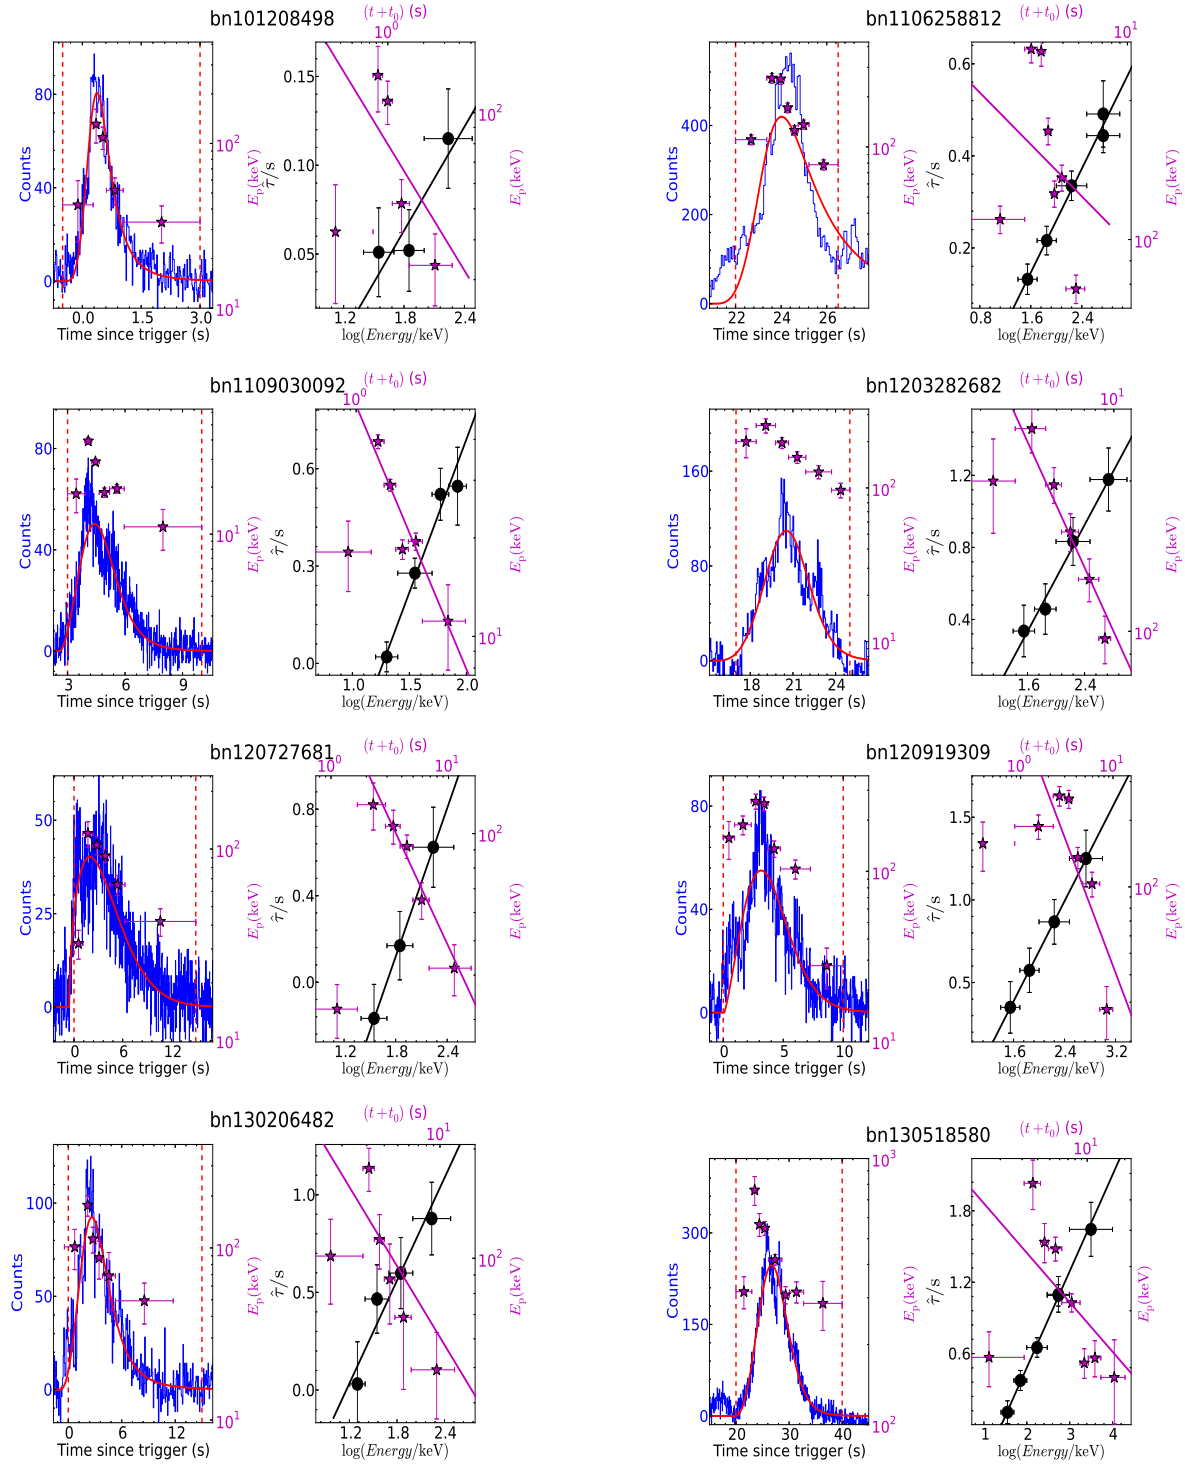 bn101208498
(t+t₀) (s)
10⁰
Counts
80
40
0
10²
10¹
Eₚ(keV)
0.0 1.5 3.0
Time since trigger (s)
τ̂/s
0.15
0.10
0.05
10²
Eₚ(keV)
1.2 1.8 2.4
log(Energy/keV)
bn1106258812
(t+t₀) (s)
10¹
Counts
400
200
0
10²
Eₚ(keV)
22 24 26
Time since trigger (s)
τ̂/s
0.6
0.4
0.2
10²
Eₚ(keV)
0.8 1.6 2.4
log(Energy/keV)
bn1109030092
(t+t₀) (s)
10⁰
Counts
80
40
0
10¹
Eₚ(keV)
3 6 9
Time since trigger (s)
τ̂/s
0.6
0.3
0.0
10¹
Eₚ(keV)
1.0 1.5 2.0
log(Energy/keV)
bn1203282682
(t+t₀) (s)
10¹
Counts
160
80
0
10²
10¹
Eₚ(keV)
18 21 24
Time since trigger (s)
τ̂/s
1.2
0.8
0.4
10²
Eₚ(keV)
1.6 2.4
log(Energy/keV)
bn120727681
(t+t₀) (s)
10⁰ 10¹
Counts
50
25
0
10²
10¹
Eₚ(keV)
0 6 12
Time since trigger (s)
τ̂/s
0.8
0.4
0.0
10²
Eₚ(keV)
1.2 1.8 2.4
log(Energy/keV)
bn120919309
(t+t₀) (s)
10⁰ 10¹
Counts
80
40
0
10²
10¹
Eₚ(keV)
0 5 10
Time since trigger (s)
τ̂/s
1.5
1.0
0.5
10²
Eₚ(keV)
1.6 2.4 3.2
log(Energy/keV)
bn130206482
(t+t₀) (s)
10¹
Counts
100
50
0
10²
10¹
Eₚ(keV)
0 6 12
Time since trigger (s)
τ̂/s
1.0
0.5
0.0
10²
Eₚ(keV)
1.2 1.8 2.4
log(Energy/keV)
bn130518580
(t+t₀) (s)
10¹
Counts
300
150
0
10³
10²
Eₚ(keV)
20 30 40
Time since trigger (s)
τ̂/s
1.8
1.2
0.6
Eₚ(keV)
1 2 3 4
log(Energy/keV)